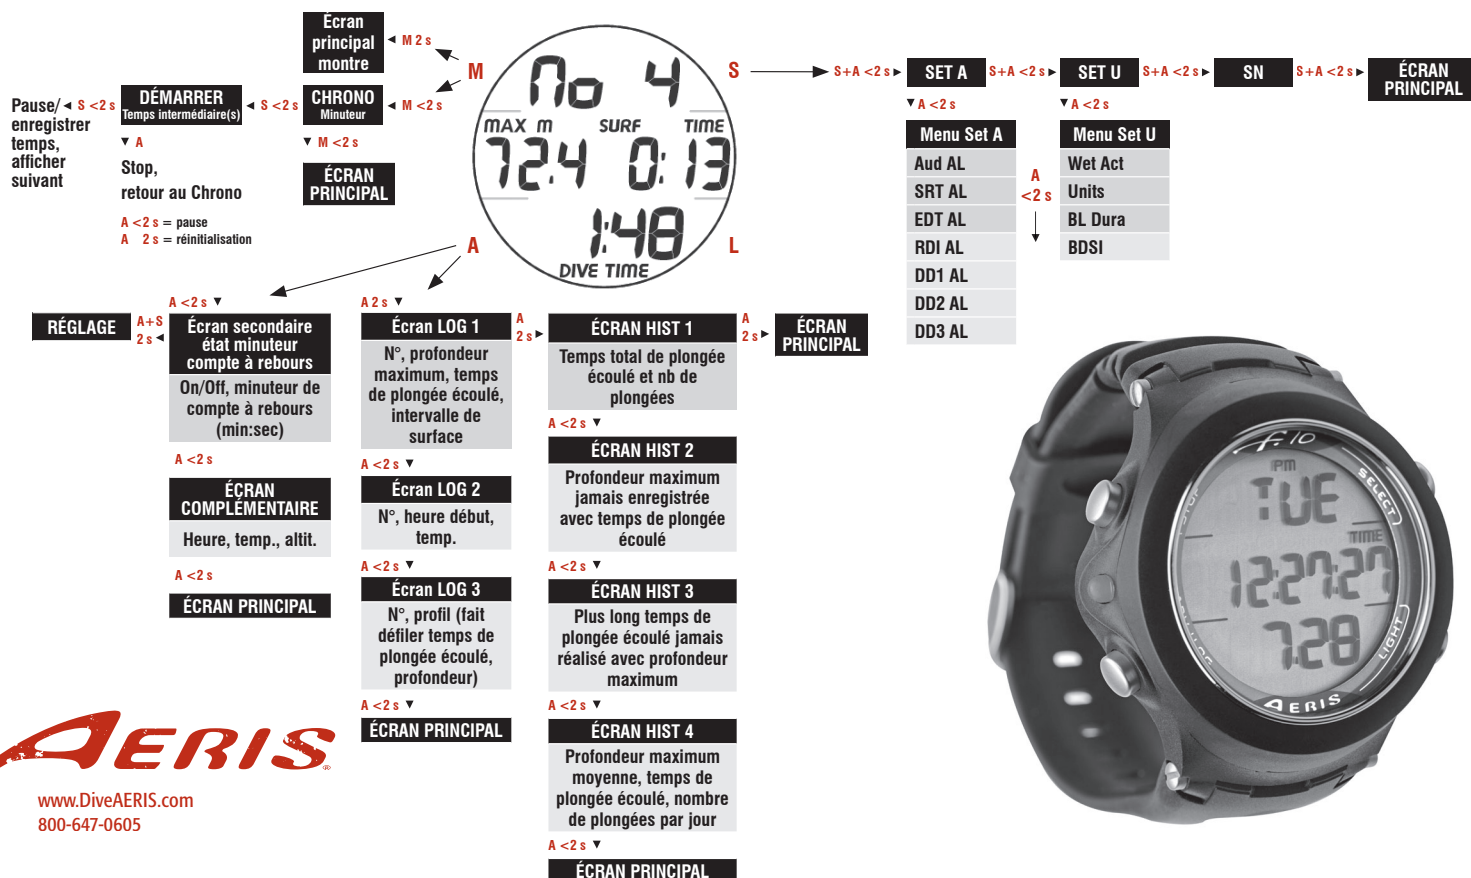 Écran
principal
montre
M 2 s
M
DÉMARRER
Temps intermédiaire(s)
S <2 s
CHRONO
Minuteur
M <2 s
Pause/
enregistrer
temps,
afficher
suivant
S <2 s
A
Stop,
retour au Chrono
A <2 s = pause
A 2 s = réinitialisation
M <2 s
ÉCRAN
PRINCIPAL
No 4
MAX m SURF TIME
72.4 0:13
1:48
DIVE TIME
A
L
S
S+A <2 s
SET A
S+A <2 s
SET U
S+A <2 s
SN
S+A <2 s
ÉCRAN
PRINCIPAL
A <2 s
Menu Set A
Aud AL
SRT AL
EDT AL
RDI AL
DD1 AL
DD2 AL
DD3 AL
A
<2 s
A <2 s
Menu Set U
Wet Act
Units
BL Dura
BDSI
RÉGLAGE
A+S
2 s
A <2 s
Écran secondaire
état minuteur
compte à rebours
On/Off, minuteur de
compte à rebours
(min:sec)
A <2 s
ÉCRAN
COMPLÉMENTAIRE
Heure, temp., altit.
A <2 s
ÉCRAN PRINCIPAL
A 2 s
Écran LOG 1
N°, profondeur
maximum, temps
de plongée écoulé,
intervalle de
surface
A <2 s
Écran LOG 2
N°, heure début,
temp.
A <2 s
Écran LOG 3
N°, profil (fait
défiler temps de
plongée écoulé,
profondeur)
A <2 s
ÉCRAN PRINCIPAL
A
2 s
ÉCRAN HIST 1
Temps total de plongée
écoulé et nb de
plongées
A <2 s
ÉCRAN HIST 2
Profondeur maximum
jamais enregistrée
avec temps de plongée
écoulé
A <2 s
ÉCRAN HIST 3
Plus long temps de
plongée écoulé jamais
réalisé avec profondeur
maximum
A <2 s
ÉCRAN HIST 4
Profondeur maximum
moyenne, temps de
plongée écoulé, nombre
de plongées par jour
A <2 s
ÉCRAN PRINCIPAL
A
2 s
ÉCRAN
PRINCIPAL
F.10
PM
TUE
SELECT
TIME
12:27:27
7.28
LIGHT
AERIS
AERIS®
www.DiveAERIS.com
800-647-0605